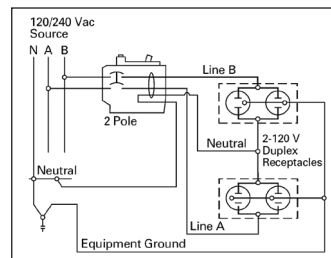 120/240 Vac
Source
N A B
Line B
2 Pole
Neutral
2-120 V
Duplex
Receptacles
Neutral
Line A
Equipment Ground